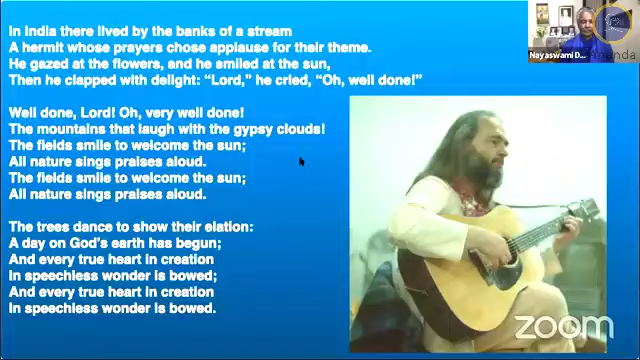 In India there lived by the banks of a stream
A hermit whose prayers chose applause for their theme.
He gazed at the flowers, and he smiled at the sun,
Then he clapped with delight: “Lord,” he cried, “Oh, well done!”
Well done, Lord! Oh, very well done!
The mountains that laugh with the gypsy clouds!
The fields smile to welcome the sun;
All nature sings praises aloud.
The fields smile to welcome the sun;
All nature sings praises aloud.
The trees dance to show their elation:
A day on God’s earth has begun;
And every true heart in creation
In speechless wonder is bowed;
And every true heart in creation
In speechless wonder is bowed.
Nayaswami D...
zoom